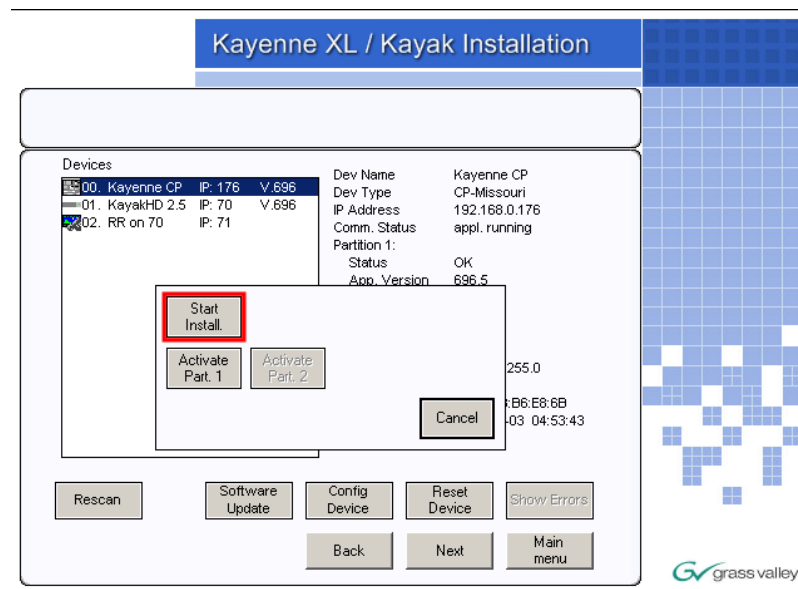 Kayenne XL / Kayak Installation
Devices
00. Kayenne CP IP: 176 V.696
01. KayakHD 2.5 IP: 70 V.696
02. RR on 70 IP: 71
Dev Name Kayenne CP
Dev Type CP-Missouri
IP Address 192.168.0.176
Comm. Status appl. running
Partition 1:
Status OK
App. Version 696.5
Start
Install.
Activate
Part. 1
Activate
Part. 2
255.0
:B6:E8:6B
-03 04:53:43
Cancel
Rescan
Software
Update
Config
Device
Reset
Device
Show Errors
Back
Next
Main
menu
grass valley